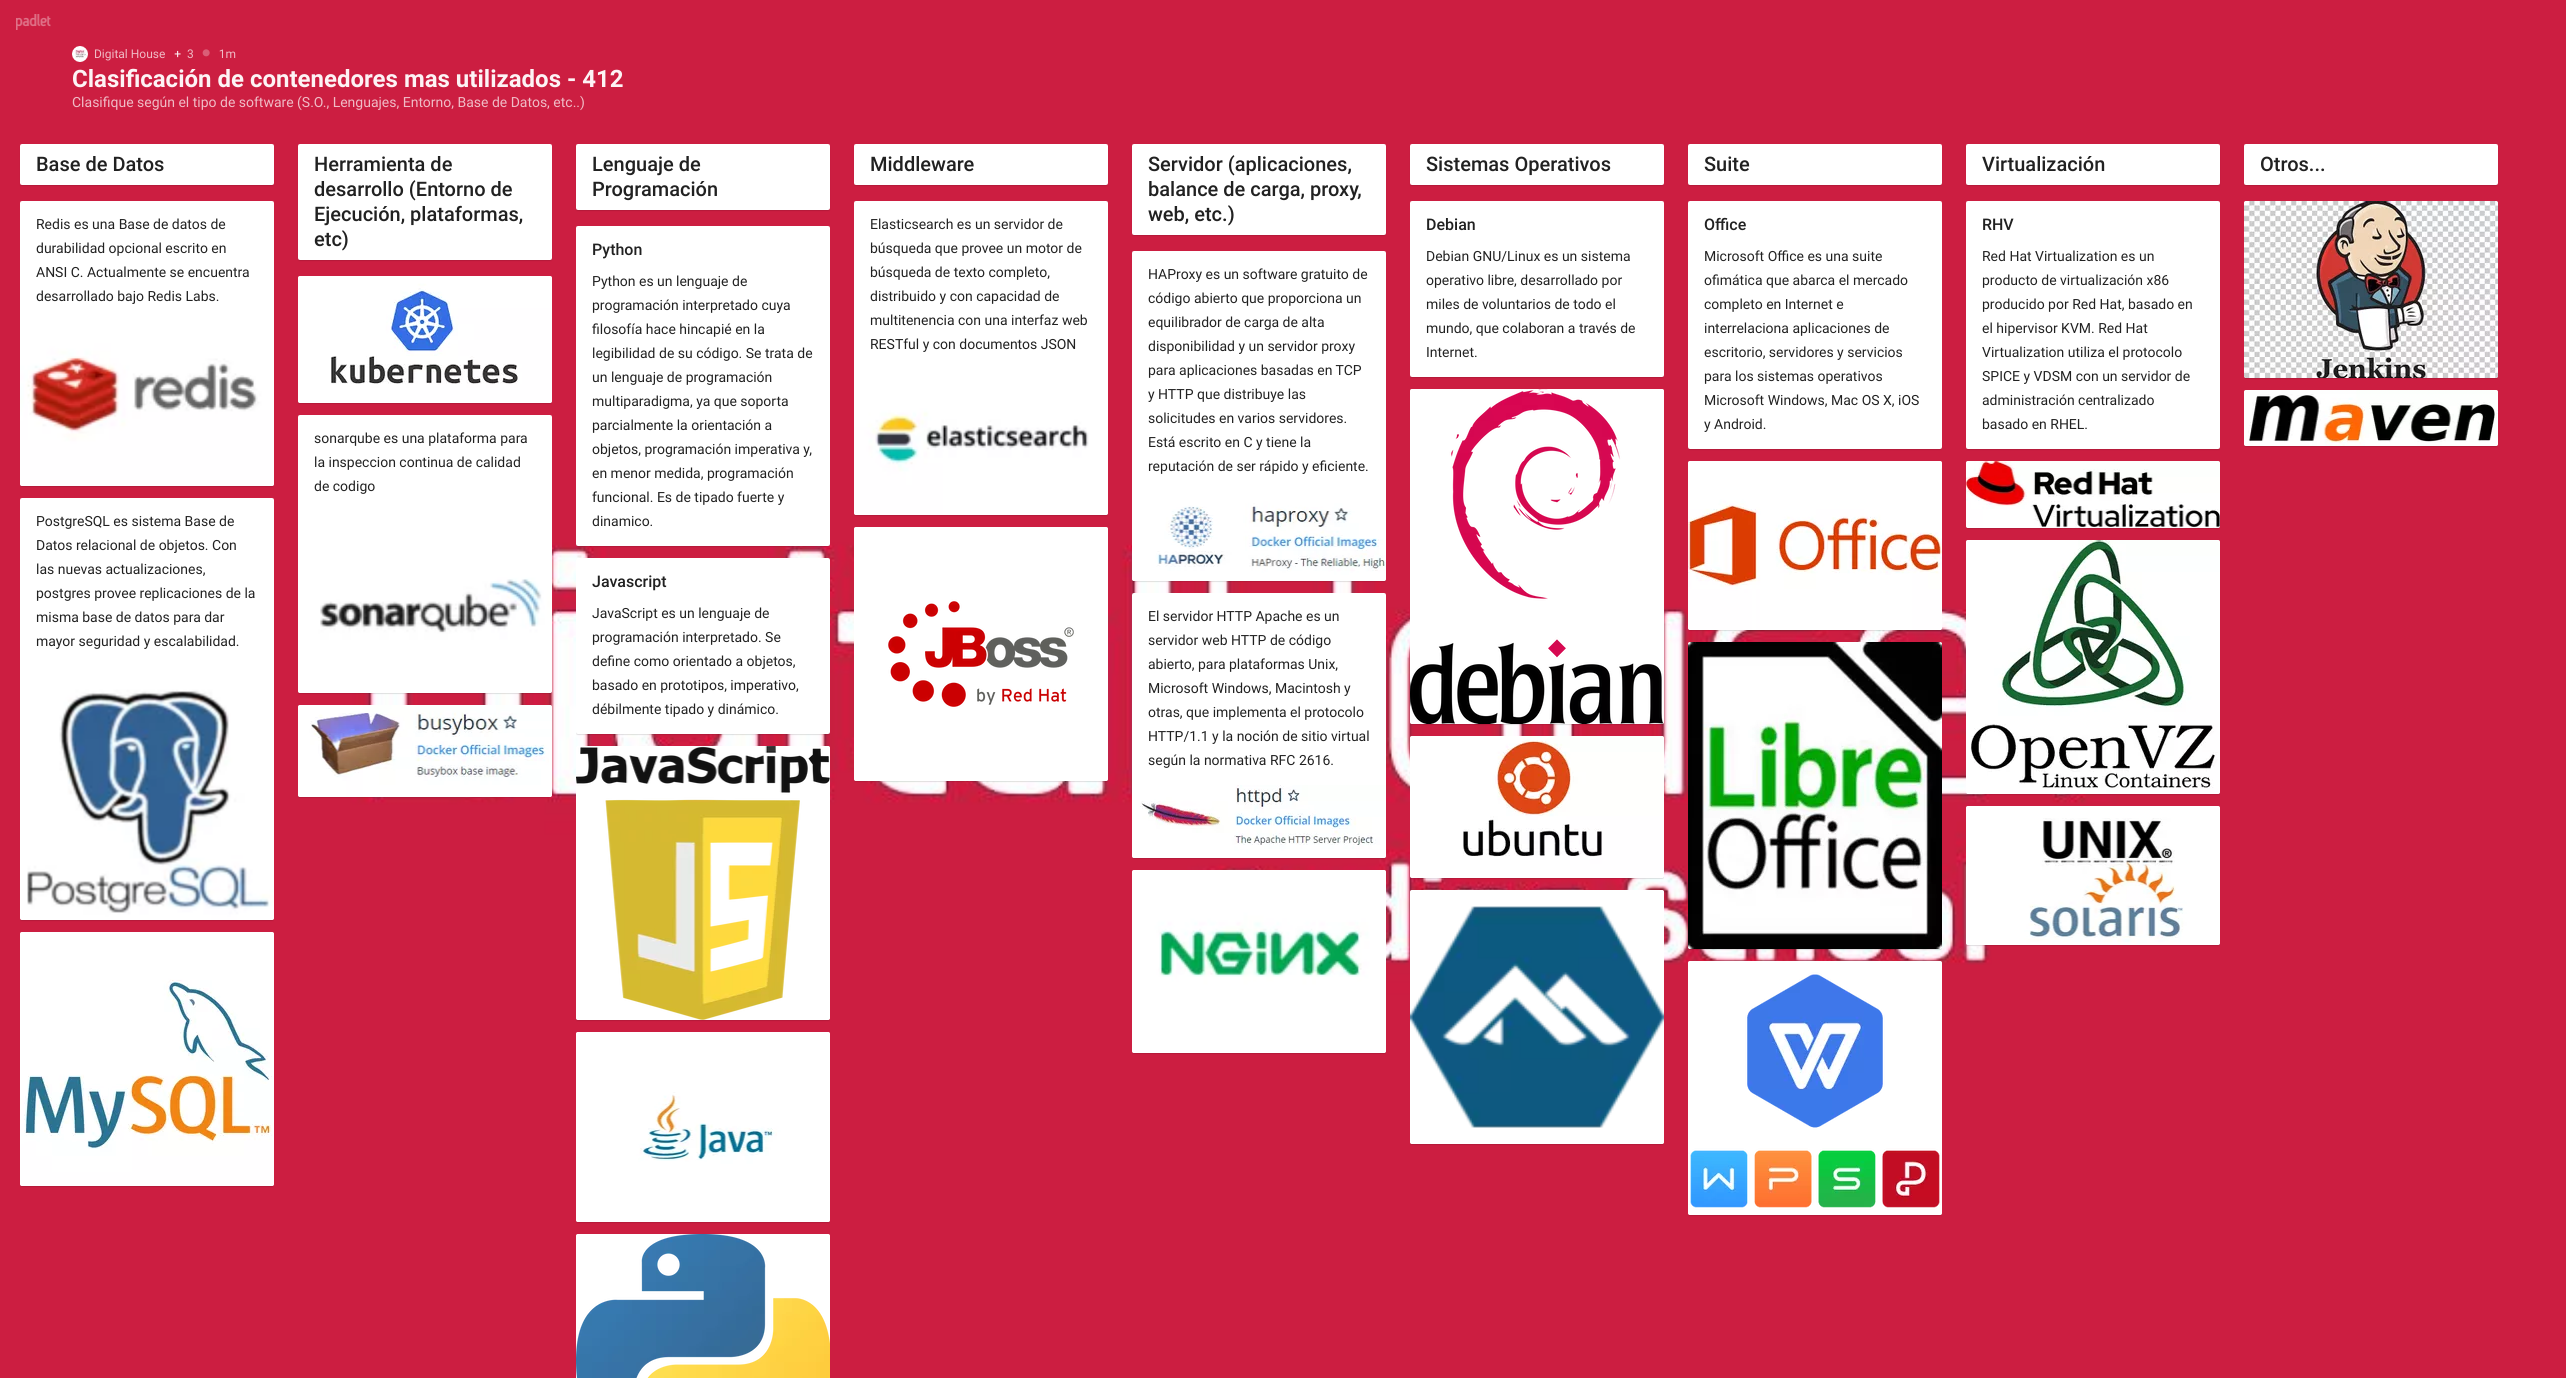 padlet
Digital House + 3 1m
Clasificación de contenedores mas utilizados - 412
Clasifique según el tipo de software (S.O., Lenguajes, Entorno, Base de Datos, etc..)
Base de Datos
Redis es una Base de datos de
durabilidad opcional escrito en
ANSI C. Actualmente se encuentra
desarrollado bajo Redis Labs.
redis
PostgreSQL es sistema Base de
Datos relacional de objetos. Con
las nuevas actualizaciones,
postgres provee replicaciones de la
misma base de datos para dar
mayor seguridad y escalabilidad.
PostgreSQL
MySQL™
Herramienta de
desarrollo (Entorno de
Ejecución, plataformas,
etc)
kubernetes
sonarqube es una plataforma para
la inspeccion continua de calidad
de codigo
sonarqube
busybox
Docker Official Images
Busybox base image.
Lenguaje de
Programación
Python
Python es un lenguaje de
programación interpretado cuya
filosofía hace hincapié en la
legibilidad de su código. Se trata de
un lenguaje de programación
multiparadigma, ya que soporta
parcialmente la orientación a
objetos, programación imperativa y,
en menor medida, programación
funcional. Es de tipado fuerte y
dinamico.
Javascript
JavaScript es un lenguaje de
programación interpretado. Se
define como orientado a objetos,
basado en prototipos, imperativo,
débilmente tipado y dinámico.
JavaScript
JS
Java™
Middleware
Elasticsearch es un servidor de
búsqueda que provee un motor de
búsqueda de texto completo,
distribuido y con capacidad de
multitenencia con una interfaz web
RESTful y con documentos JSON
elasticsearch
JBoss®
by Red Hat
Servidor (aplicaciones,
balance de carga, proxy,
web, etc.)
HAProxy es un software gratuito de
código abierto que proporciona un
equilibrador de carga de alta
disponibilidad y un servidor proxy
para aplicaciones basadas en TCP
y HTTP que distribuye las
solicitudes en varios servidores.
Está escrito en C y tiene la
reputación de ser rápido y eficiente.
haproxy
Docker Official Images
HAPROXY
HAProxy - The Reliable, High
El servidor HTTP Apache es un
servidor web HTTP de código
abierto, para plataformas Unix,
Microsoft Windows, Macintosh y
otras, que implementa el protocolo
HTTP/1.1 y la noción de sitio virtual
según la normativa RFC 2616.
httpd
Docker Official Images
The Apache HTTP Server Project
NGINX
Sistemas Operativos
Debian
Debian GNU/Linux es un sistema
operativo libre, desarrollado por
miles de voluntarios de todo el
mundo, que colaboran a través de
Internet.
debian
ubuntu
Suite
Office
Microsoft Office es una suite
ofimática que abarca el mercado
completo en Internet e
interrelaciona aplicaciones de
escritorio, servidores y servicios
para los sistemas operativos
Microsoft Windows, Mac OS X, iOS
y Android.
Office
Libre
Office
W
W P S P
Virtualización
RHV
Red Hat Virtualization es un
producto de virtualización x86
producido por Red Hat, basado en
el hipervisor KVM. Red Hat
Virtualization utiliza el protocolo
SPICE y VDSM con un servidor de
administración centralizado
basado en RHEL.
Red Hat
Virtualization
OpenVZ
Linux Containers
UNIX®
solaris™
Otros...
Jenkins
maven